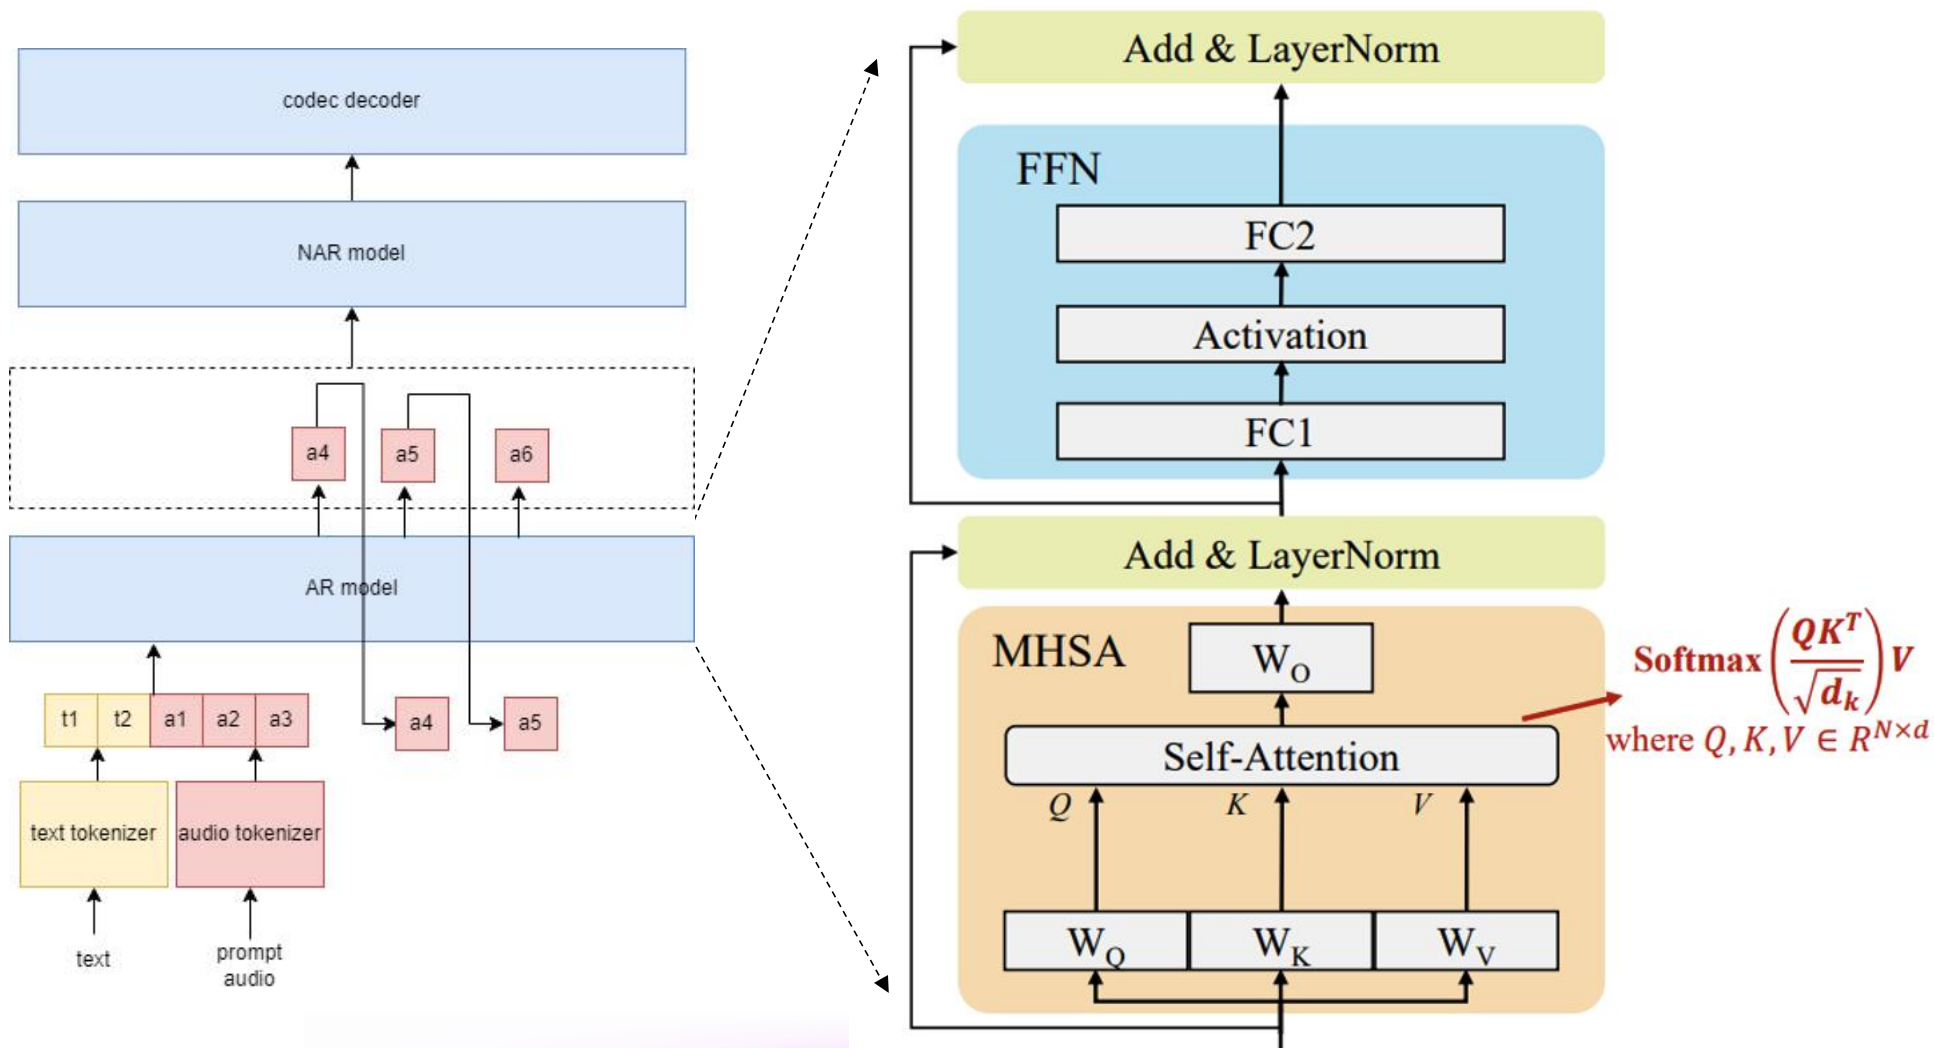 codec decoder
NAR model
a4
a5
a6
AR model
t1
t2
a1
a2
a3
a4
a5
text tokenizer
audio tokenizer
text
prompt
audio
Add & LayerNorm
FFN
FC2
Activation
FC1
Add & LayerNorm
MHSA
W_O
Self-Attention
Q
K
V
W_Q
W_K
W_V
Softmax(QK^T/√d_k)V
where Q, K, V ∈ R^{N×d}